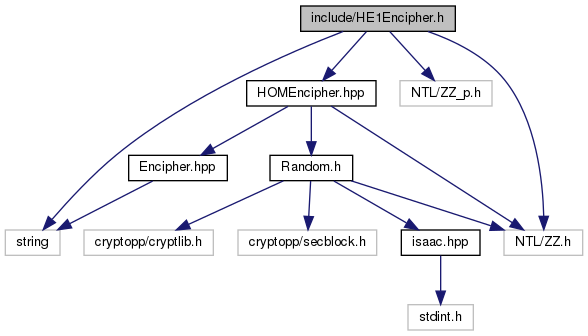 include/HE1Encipher.h
HOMEncipher.hpp
NTL/ZZ_p.h
Encipher.hpp
Random.h
string
cryptopp/cryptlib.h
cryptopp/secblock.h
isaac.hpp
NTL/ZZ.h
stdint.h